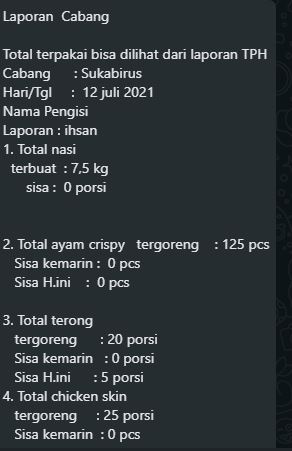 Laporan Cabang

Total terpakai bisa dilihat dari laporan TPH
Cabang : Sukabirus
Hari/Tgl : 12 juli 2021
Nama Pengisi
Laporan : ihsan
1. Total nasi
terbuat : 7,5 kg
sisa : 0 porsi

2. Total ayam crispy tergoreng : 125 pcs
Sisa kemarin : 0 pcs
Sisa H.ini : 0 pcs

3. Total terong
tergoreng : 20 porsi
Sisa kemarin : 0 porsi
Sisa H.ini : 5 porsi
4. Total chicken skin
tergoreng : 25 porsi
Sisa kemarin : 0 pcs